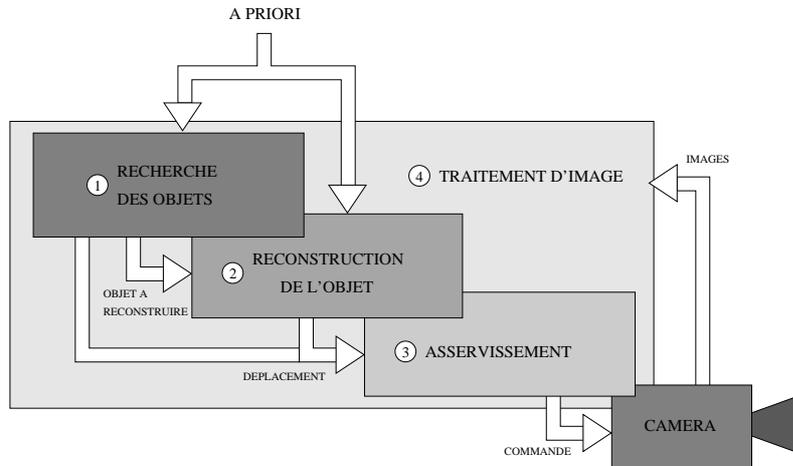 A PRIORI
1 RECHERCHE
DES OBJETS
4 TRAITEMENT D'IMAGE
IMAGES
2 RECONSTRUCTION
DE L'OBJET
OBJET A
RECONSTRUIRE
3 ASSERVISSEMENT
DEPLACEMENT
CAMERA
COMMANDE